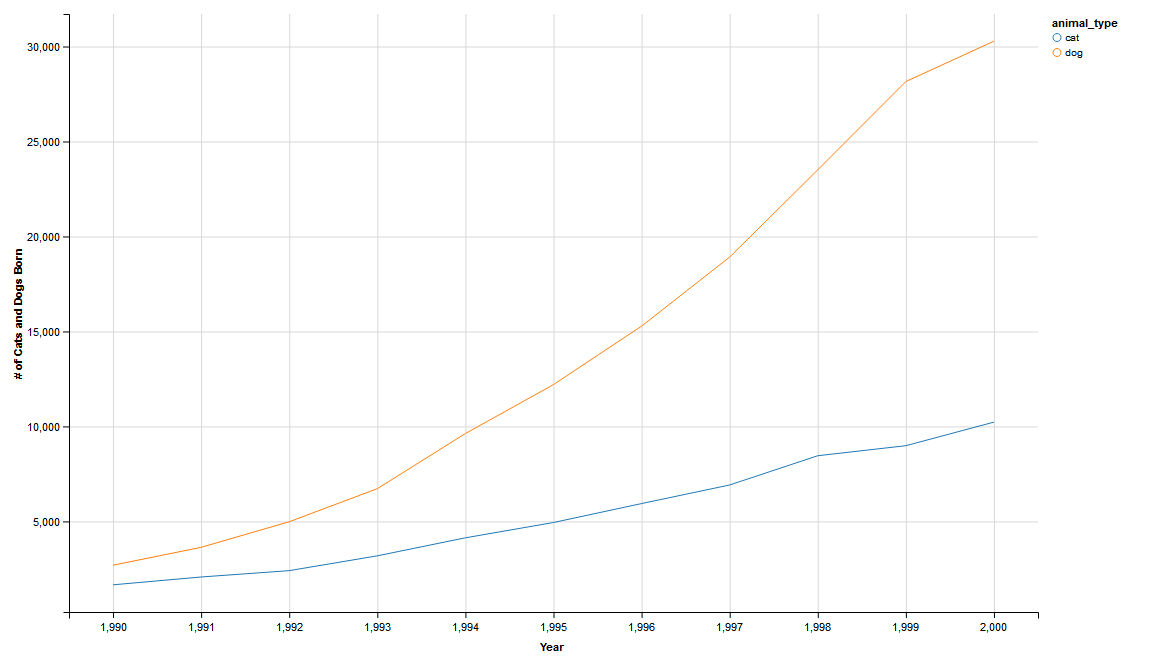 animal_type
cat
dog
30,000
25,000
20,000
15,000
10,000
5,000
# of Cats and Dogs Born
1,990 1,991 1,992 1,993 1,994 1,995 1,996 1,997 1,998 1,999 2,000
Year